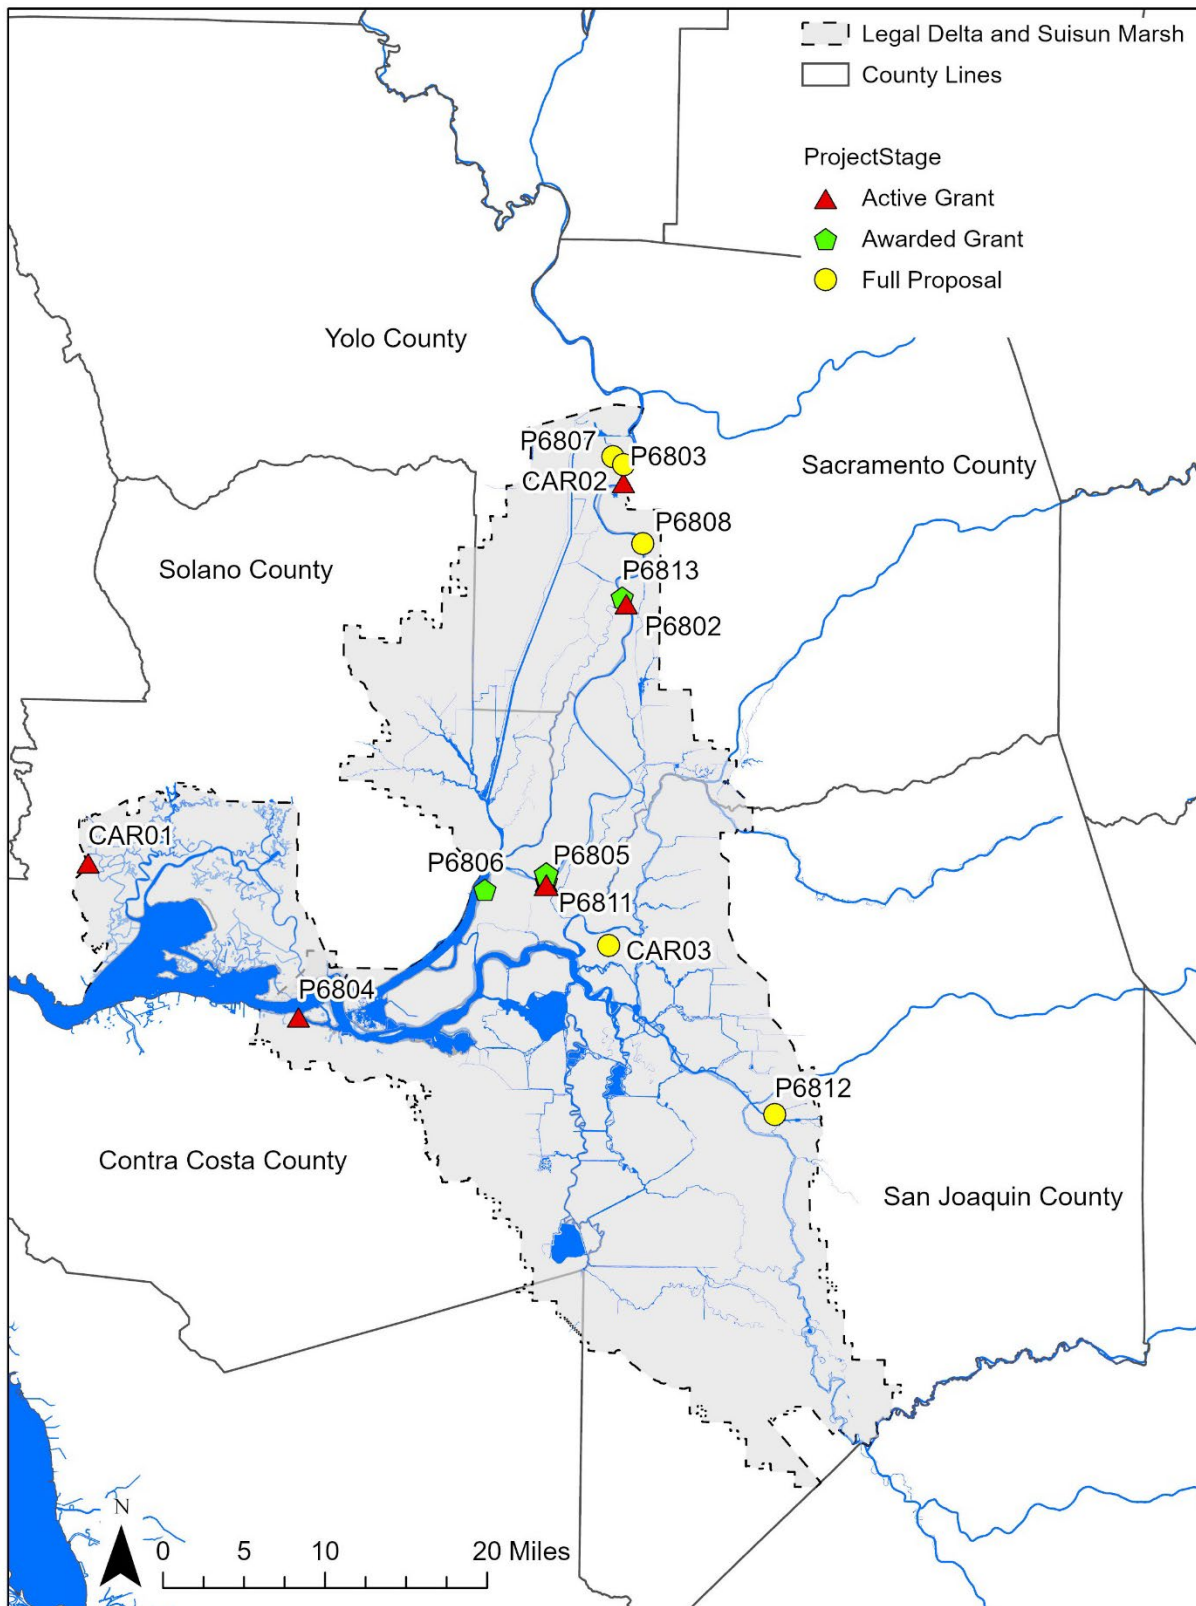 Legal Delta and Suisun Marsh
County Lines
ProjectStage
Active Grant
Awarded Grant
Full Proposal
Yolo County
P6807
P6803
Sacramento County
CAR02
P6808
Solano County
P6813
P6802
CAR01
P6806
P6805
P6811
CAR03
P6804
P6812
Contra Costa County
San Joaquin County
N
0 5 10 20 Miles